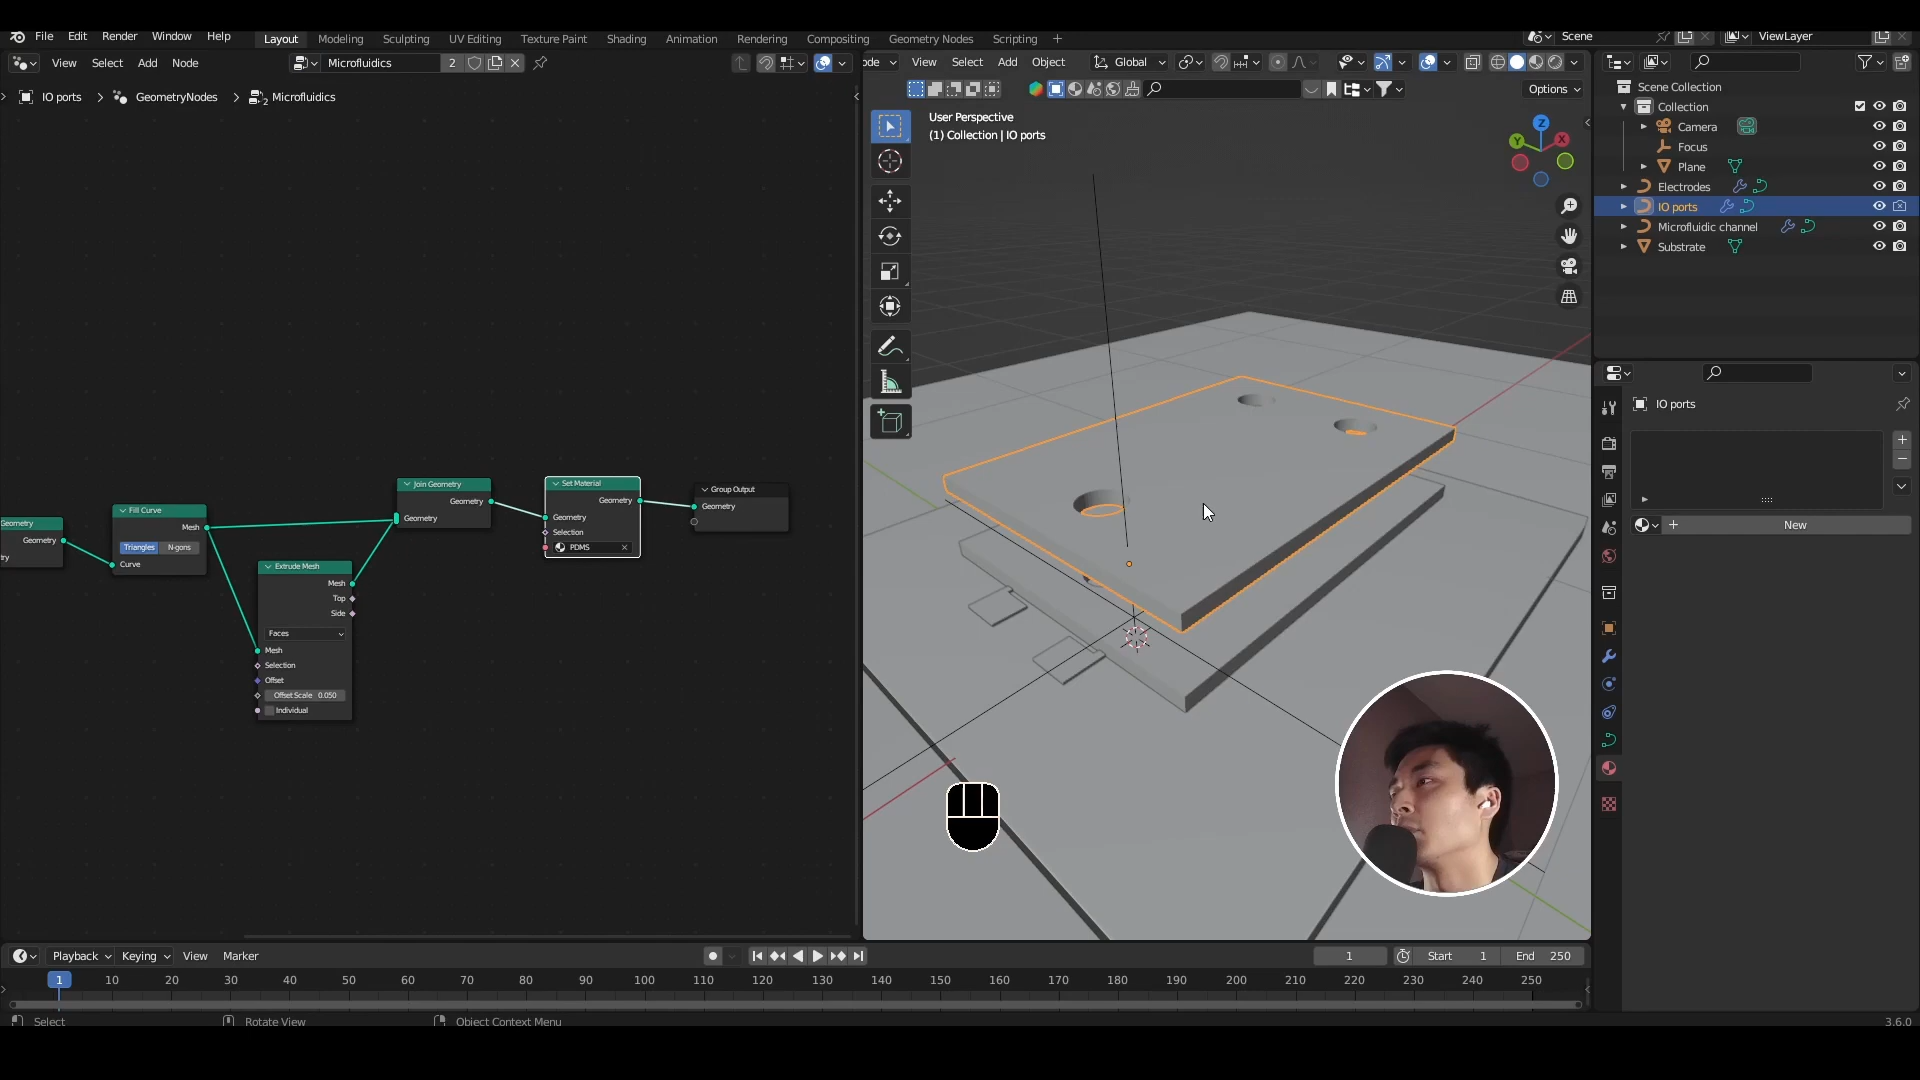 File Edit Render Window Help Layout Modeling Sculpting UV Editing Texture Paint Shading Animation Rendering Compositing Geometry Nodes Scripting +
Scene
ViewLayer
View Select Add Node
Microfluidics 2
IO ports > GeometryNodes > 2 Microfluidics
ode View Select Add Object
Global
Options
User Perspective
(1) Collection | IO ports
Z
Y
X
Scene Collection
Collection
Camera
Focus
Plane
Electrodes
IO ports
Microfluidic channel
Substrate
IO ports
New
Geometry
Geometry
try
Fill Curve
Mesh
Triangles N-gons
Curve
Extrude Mesh
Mesh
Top
Side
Faces
Mesh
Selection
Offset
Offset Scale 0.050
Individual
Join Geometry
Geometry
Geometry
Set Material
Geometry
Geometry
Selection
PDMS
Group Output
Geometry
Playback Keying View Marker
1
Start 1
End 250
1 10 20 30 40 50 60 70 80 90 100 110 120 130 140 150 160 170 180 190 200 210 220 230 240 250
Select
Rotate View
Object Context Menu
3.6.0